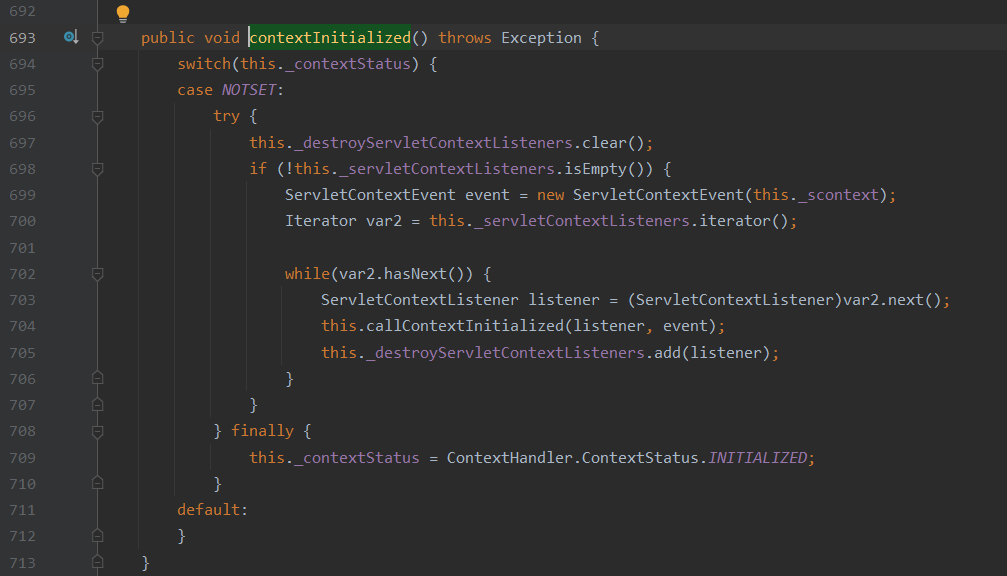 692
693 public void contextInitialized() throws Exception {
694 switch(this._contextStatus) {
695 case NOTSET:
696 try {
697 this._destroyServletContextListeners.clear();
698 if (!this._servletContextListeners.isEmpty()) {
699 ServletContextEvent event = new ServletContextEvent(this._scontext);
700 Iterator var2 = this._servletContextListeners.iterator();
701
702 while(var2.hasNext()) {
703 ServletContextListener listener = (ServletContextListener)var2.next();
704 this.callContextInitialized(listener, event);
705 this._destroyServletContextListeners.add(listener);
706 }
707 }
708 } finally {
709 this._contextStatus = ContextHandler.ContextStatus.INITIALIZED;
710 }
711 default:
712 }
713 }